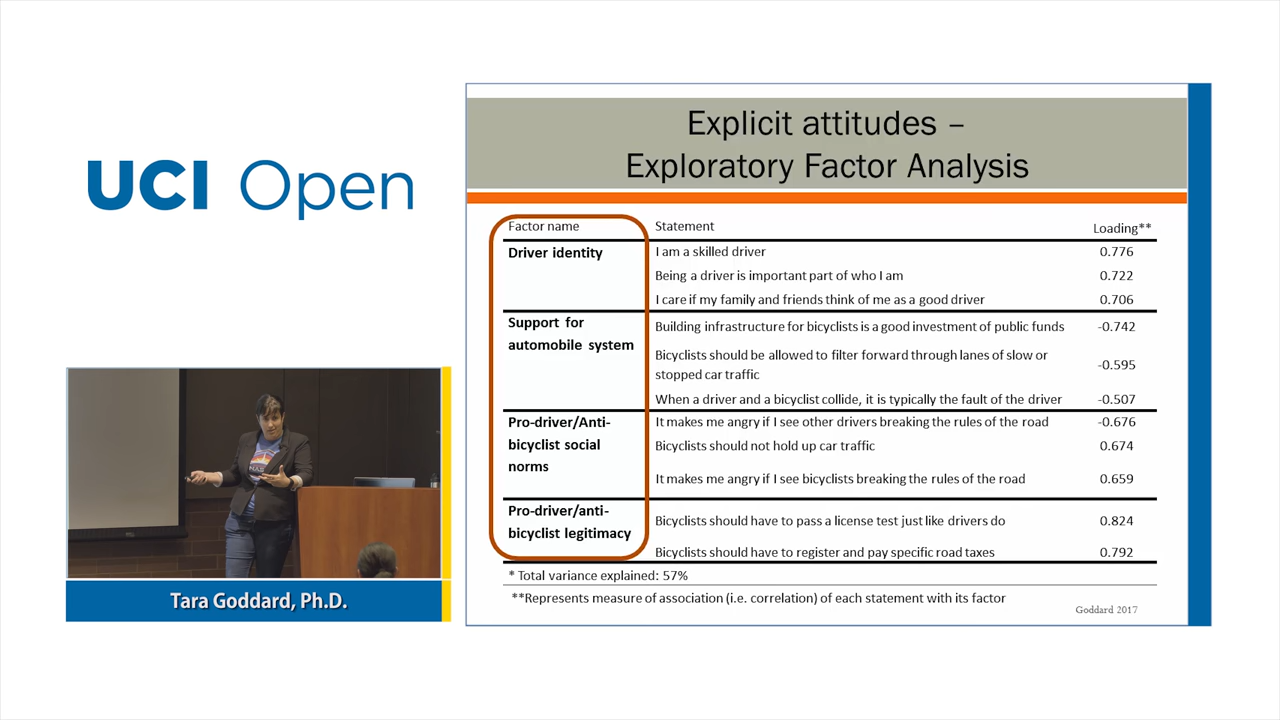 UCI Open
Tara Goddard, Ph.D.
Explicit attitudes –
Exploratory Factor Analysis
Factor name Statement Loading**
Driver identity I am a skilled driver 0.776
Being a driver is important part of who I am 0.722
I care if my family and friends think of me as a good driver 0.706
Support for automobile system Building infrastructure for bicyclists is a good investment of public funds -0.742
Bicyclists should be allowed to filter forward through lanes of slow or
stopped car traffic -0.595
When a driver and a bicyclist collide, it is typically the fault of the driver -0.507
Pro-driver/Anti-
bicyclist social
norms
It makes me angry if I see other drivers breaking the rules of the road -0.676
Bicyclists should not hold up car traffic 0.674
It makes me angry if I see bicyclists breaking the rules of the road 0.659
Pro-driver/anti-
bicyclist legitimacy
Bicyclists should have to pass a license test just like drivers do 0.824
Bicyclists should have to register and pay specific road taxes 0.792
* Total variance explained: 57%
**Represents measure of association (i.e. correlation) of each statement with its factor
Goddard 2017